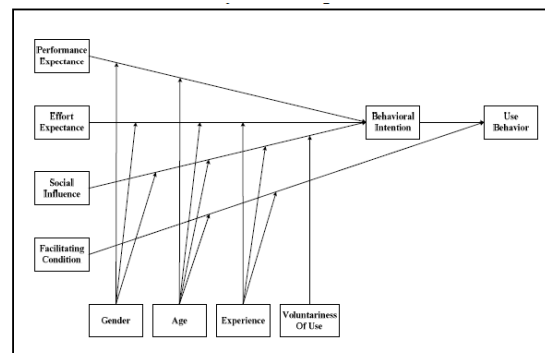 Performance
Expectance
Effort
Expectance
Behavioral
Intention
Use
Behavior
Social
Influence
Facilitating
Condition
Gender
Age
Experience
Voluntariness
Of Use